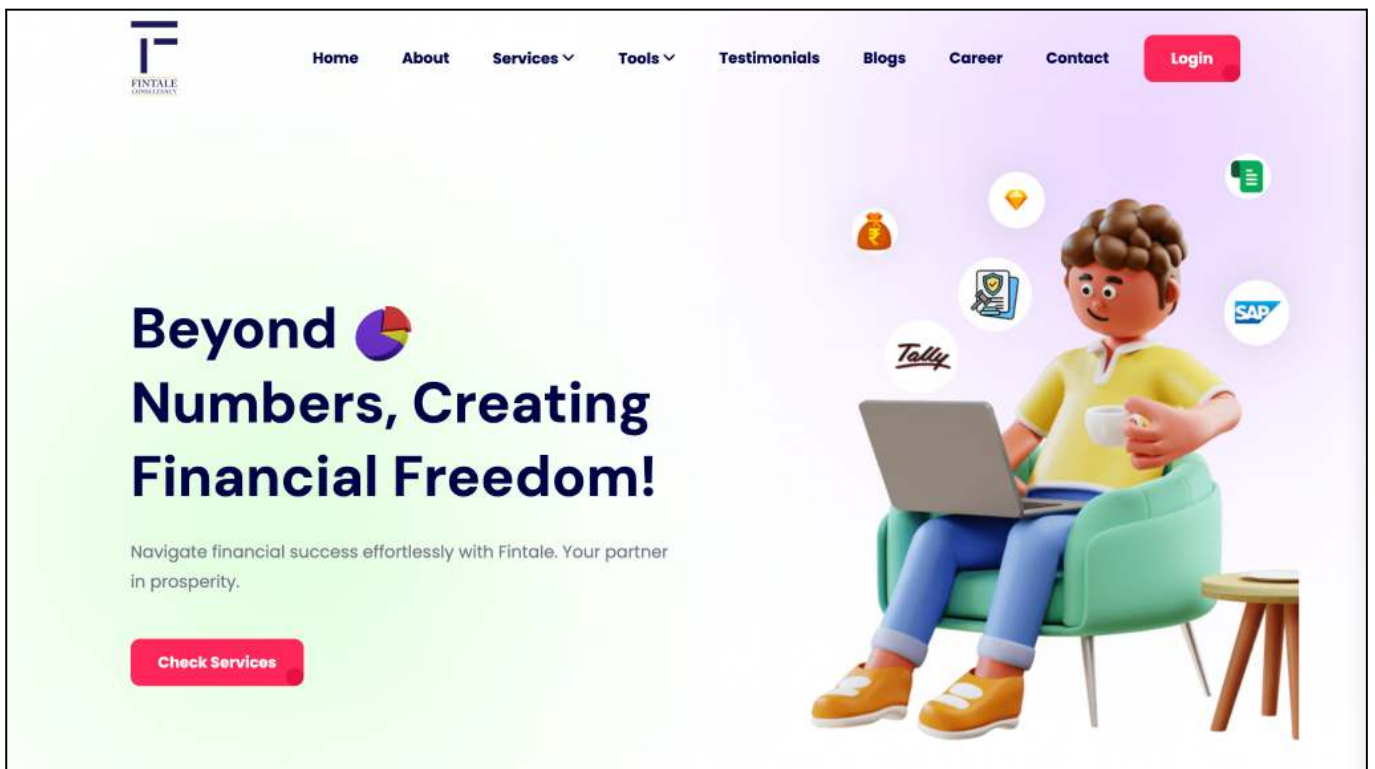 FINTALE
CONSULTANCY
Home About Services Tools Testimonials Blogs Career Contact Login
SAP
Tally
Beyond
Numbers, Creating
Financial Freedom!
Navigate financial success effortlessly with Fintale. Your partner
in prosperity.
Check Services